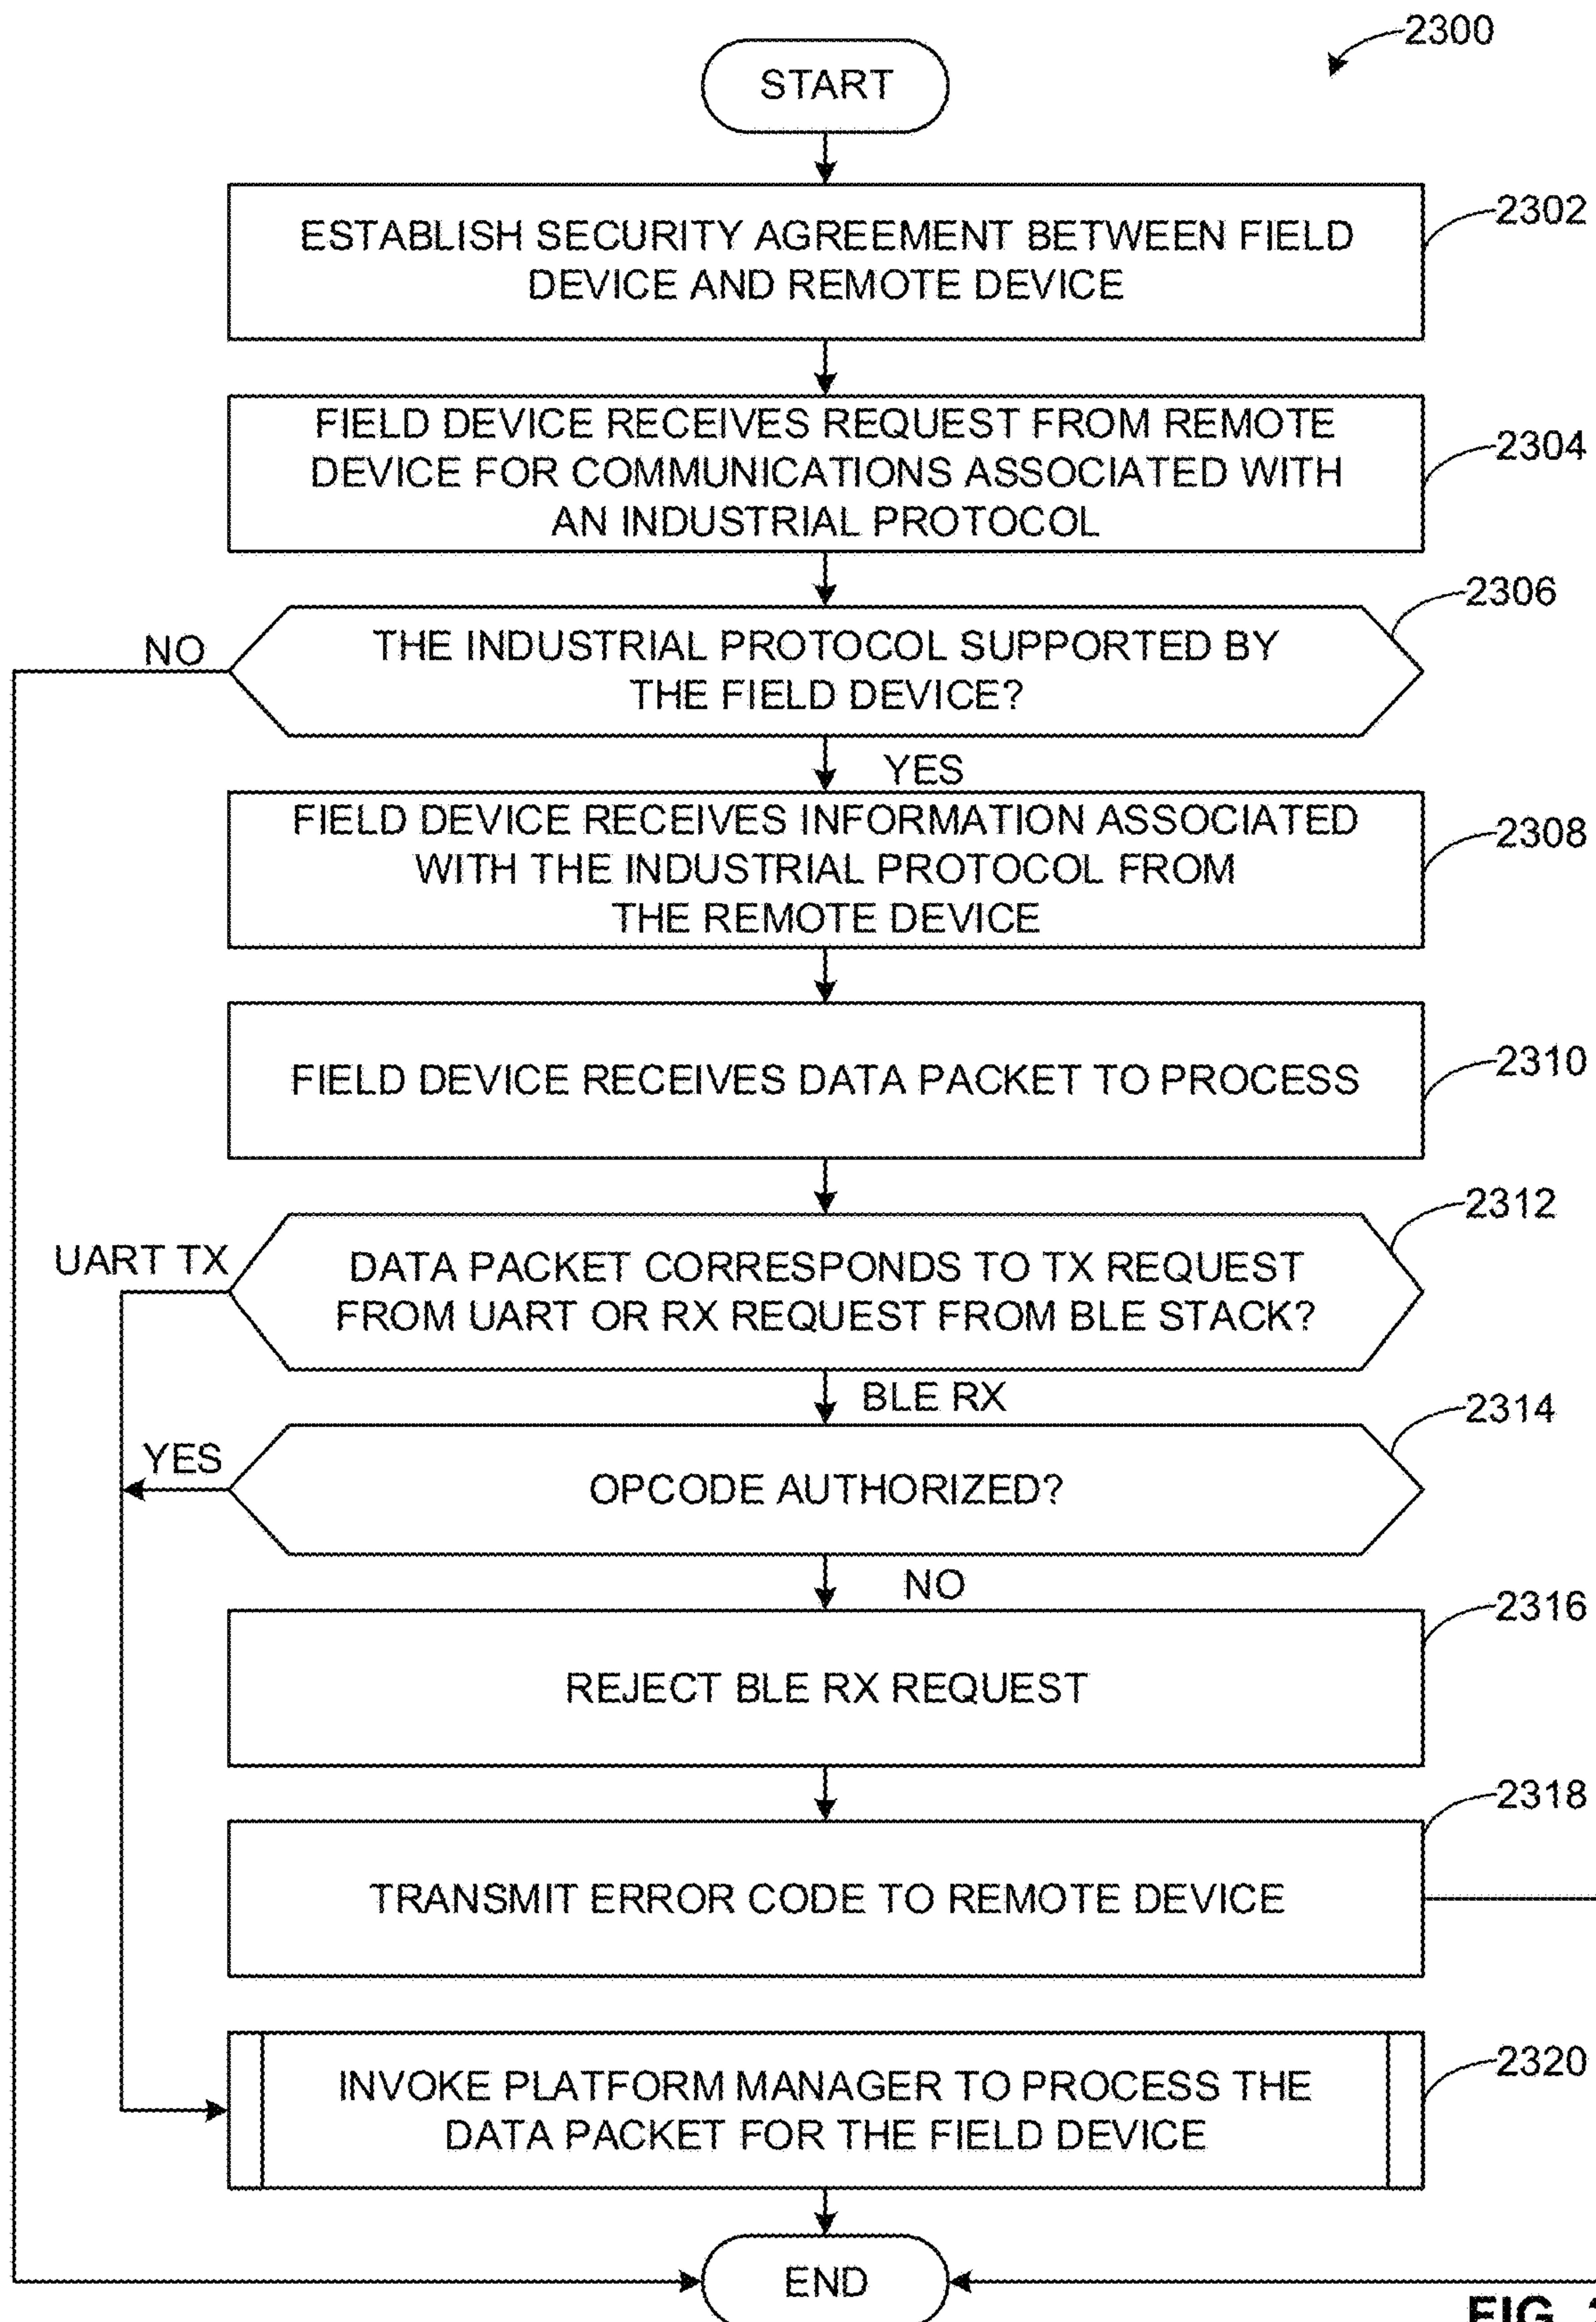 2300
START
ESTABLISH SECURITY AGREEMENT BETWEEN FIELD
DEVICE AND REMOTE DEVICE
2302
FIELD DEVICE RECEIVES REQUEST FROM REMOTE
DEVICE FOR COMMUNICATIONS ASSOCIATED WITH
AN INDUSTRIAL PROTOCOL
2304
2306
NO
THE INDUSTRIAL PROTOCOL SUPPORTED BY
THE FIELD DEVICE?
YES
FIELD DEVICE RECEIVES INFORMATION ASSOCIATED
WITH THE INDUSTRIAL PROTOCOL FROM
THE REMOTE DEVICE
2308
FIELD DEVICE RECEIVES DATA PACKET TO PROCESS
2310
2312
UART TX
DATA PACKET CORRESPONDS TO TX REQUEST
FROM UART OR RX REQUEST FROM BLE STACK?
BLE RX
2314
YES
OPCODE AUTHORIZED?
NO
2316
REJECT BLE RX REQUEST
2318
TRANSMIT ERROR CODE TO REMOTE DEVICE
INVOKE PLATFORM MANAGER TO PROCESS THE
DATA PACKET FOR THE FIELD DEVICE
2320
END
FIG.